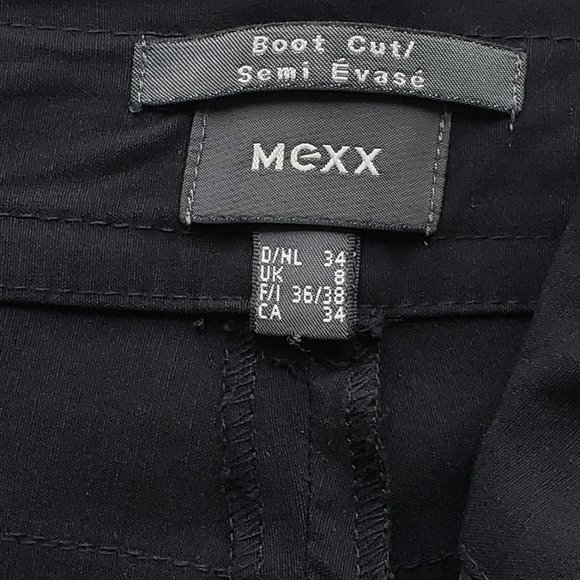 Boot Cut/
Semi Évasé
MEXX
D/NL 34
UK 8
F/I 36/38
CA 34